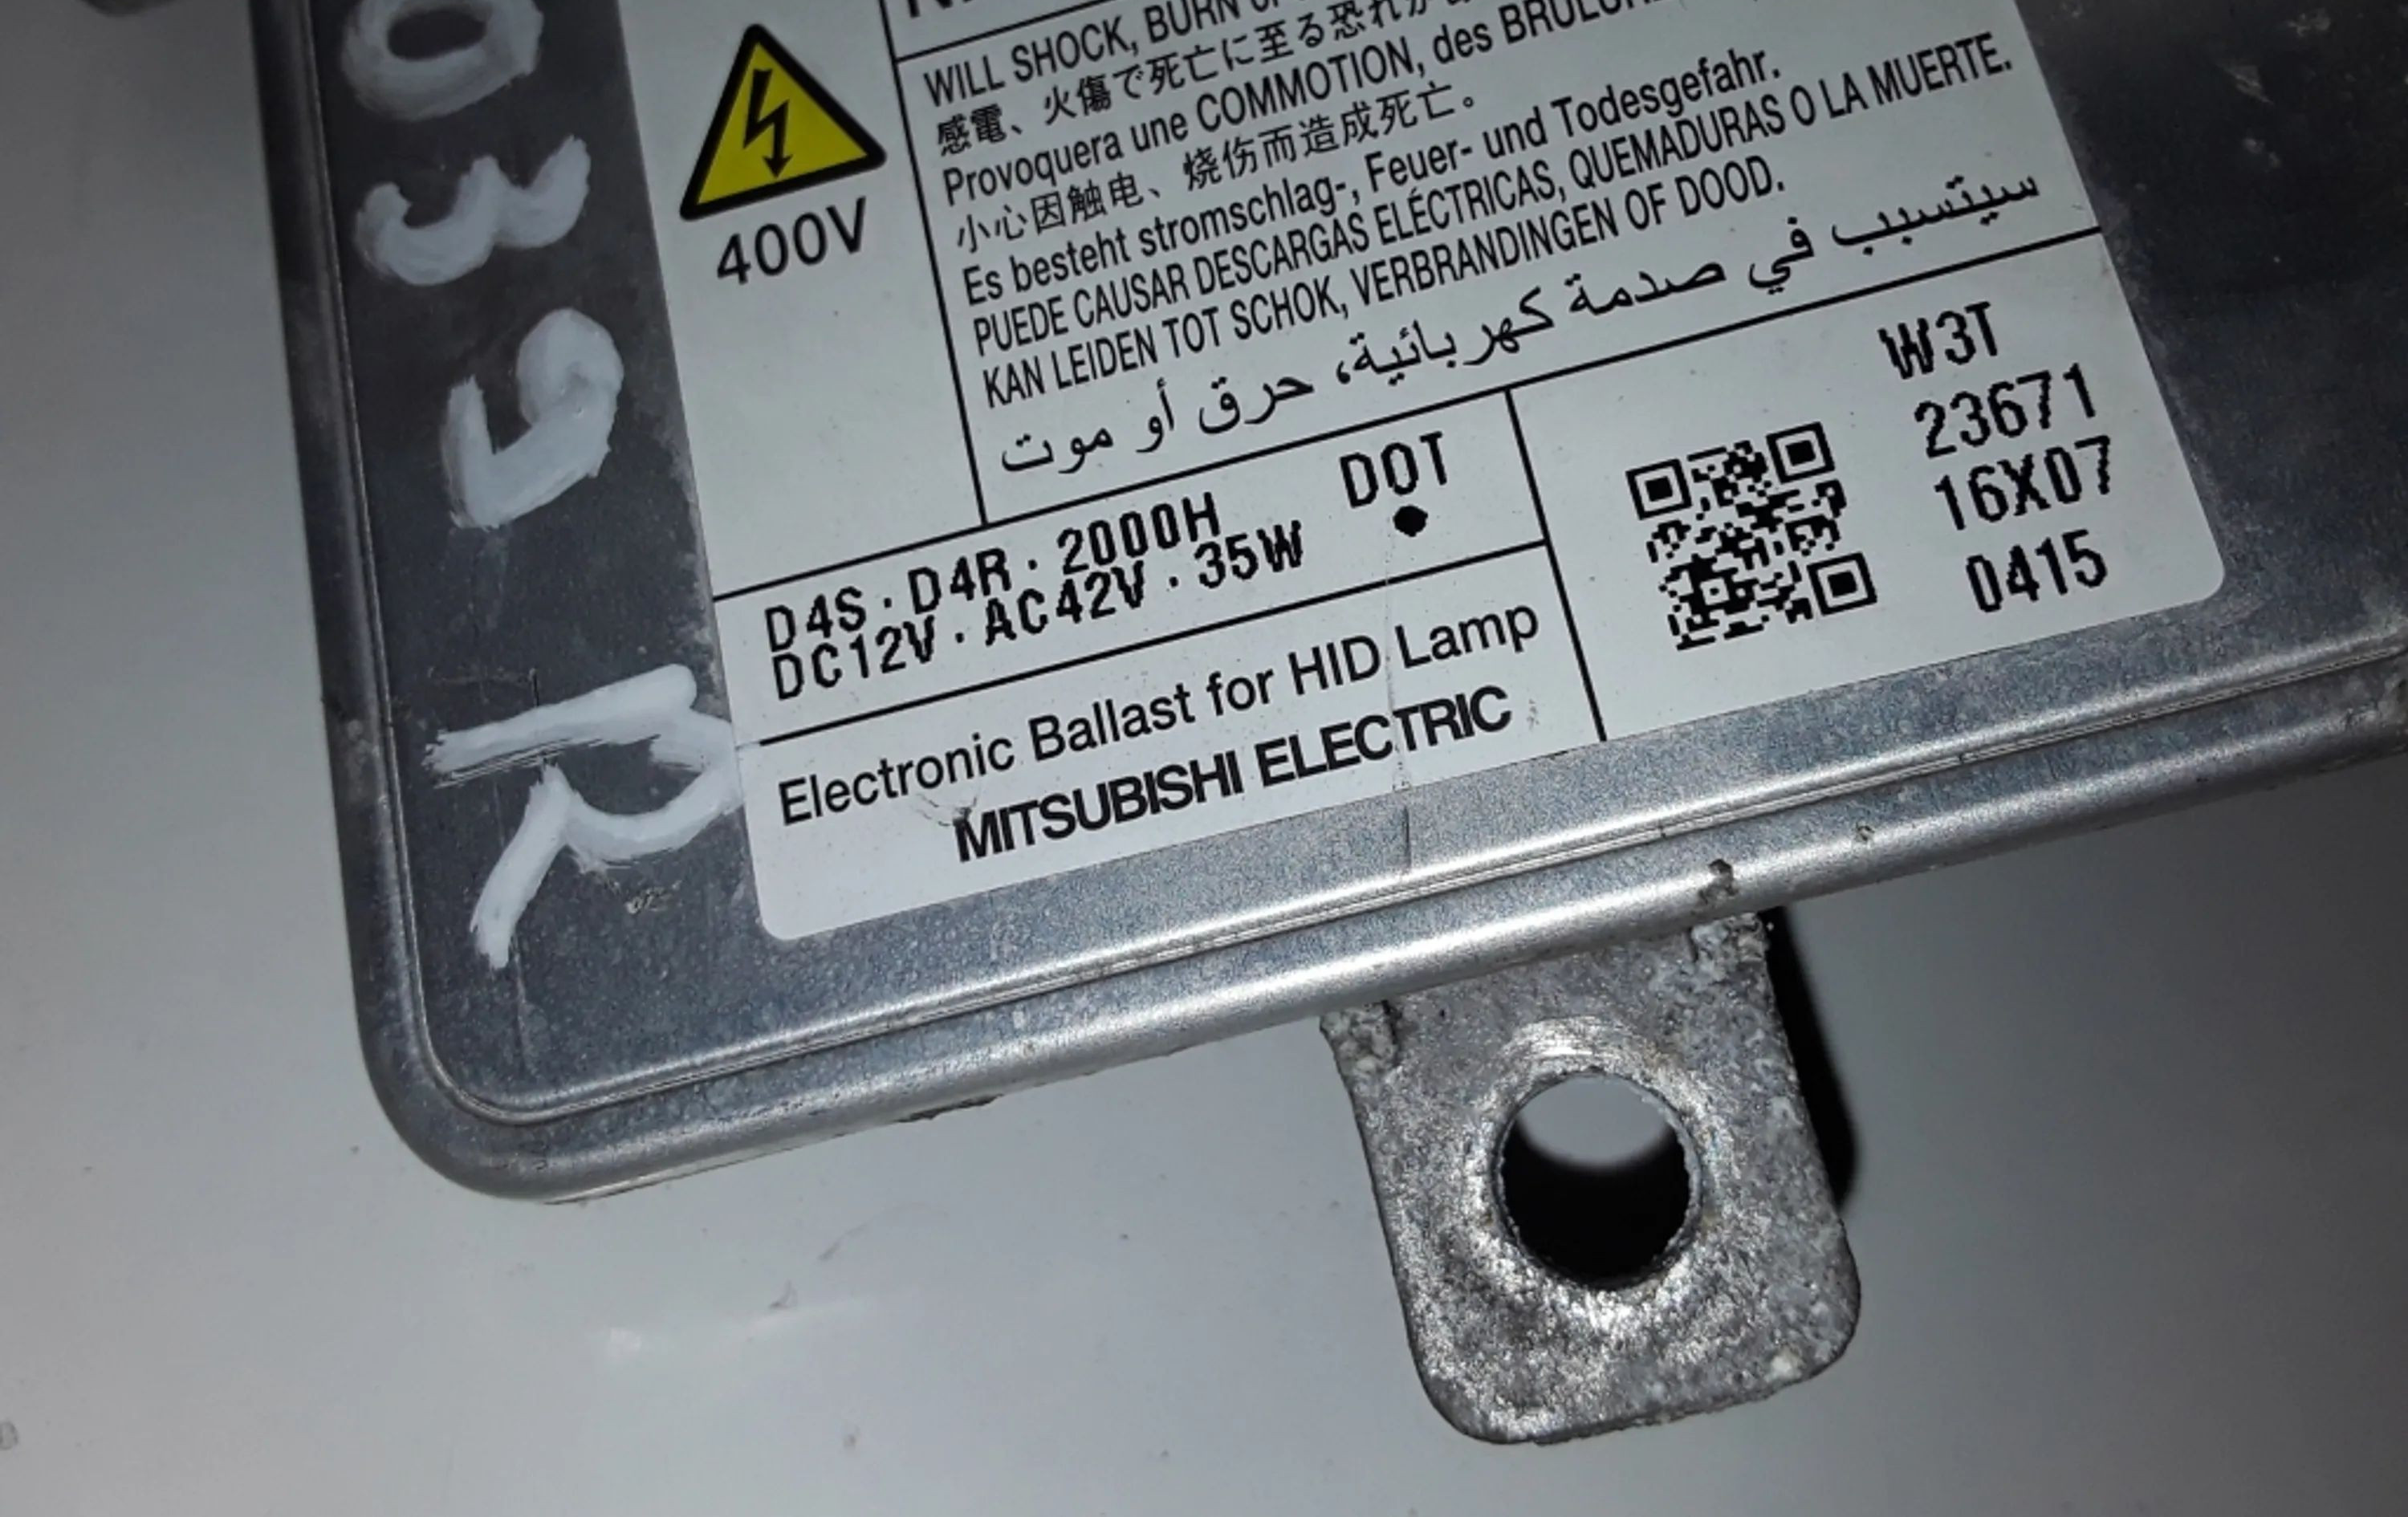 WILL SHOCK, BURN
感電、火傷で死亡に至る恐れが
Provoquera une COMMOTION, des
小心因触电、烧伤而造成死亡。
Es besteht stromschlag-, Feuer- und Todesgefahr.
PUEDE CAUSAR DESCARGAS ELÉCTRICAS, QUEMADURAS O LA MUERTE.
KAN LEIDEN TOT SCHOK, VERBRANDINGEN OF DOOD.
سيتسبب في صدمة كهربائية، حرق أو موت
400V
D4S · D4R · 2000H
DC12V · AC42V · 35W
DOT
Electronic Ballast for HID Lamp
MITSUBISHI ELECTRIC
W3T
23671
16X07
0415
R